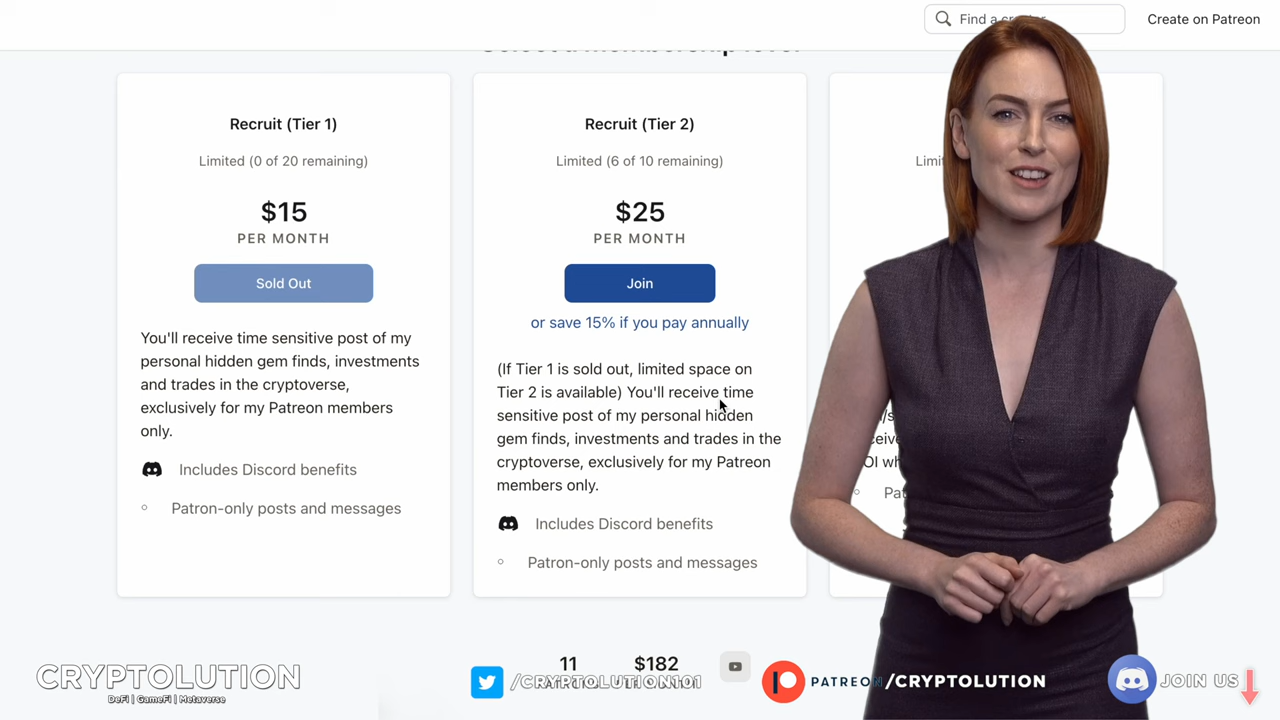 Find a
Create on Patreon
Select a membership level
Recruit (Tier 1)
Limited (0 of 20 remaining)
$15
PER MONTH
Sold Out
You'll receive time sensitive post of my
personal hidden gem finds, investments
and trades in the cryptoverse,
exclusively for my Patreon members
only.
Includes Discord benefits
Patron-only posts and messages
Recruit (Tier 2)
Limited (6 of 10 remaining)
$25
PER MONTH
Join
or save 15% if you pay annually
(If Tier 1 is sold out, limited space on
Tier 2 is available) You'll receive time
sensitive post of my personal hidden
gem finds, investments and trades in the
cryptoverse, exclusively for my Patreon
members only.
Includes Discord benefits
Patron-only posts and messages
11
$182
CRYPTOLUTION
DeFi | GameFi | Metaverse
/CRYPTOLUTION101
PATREON/CRYPTOLUTION
JOIN US